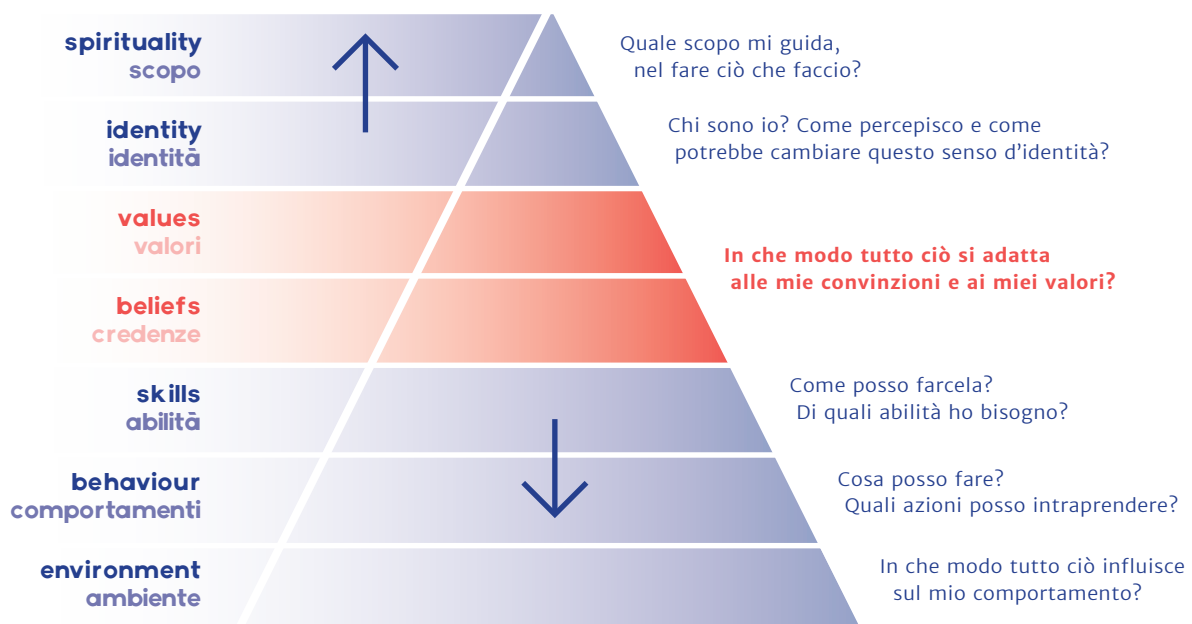 spirituality
scopo
Quale scopo mi guida,
nel fare ciò che faccio?
identity
identità
Chi sono io? Come percepisco e come
potrebbe cambiare questo senso d’identità?
values
valori
beliefs
credenze
In che modo tutto ciò si adatta
alle mie convinzioni e ai miei valori?
skills
abilità
Come posso farcela?
Di quali abilità ho bisogno?
behaviour
comportamenti
Cosa posso fare?
Quali azioni posso intraprendere?
environment
ambiente
In che modo tutto ciò influisce
sul mio comportamento?